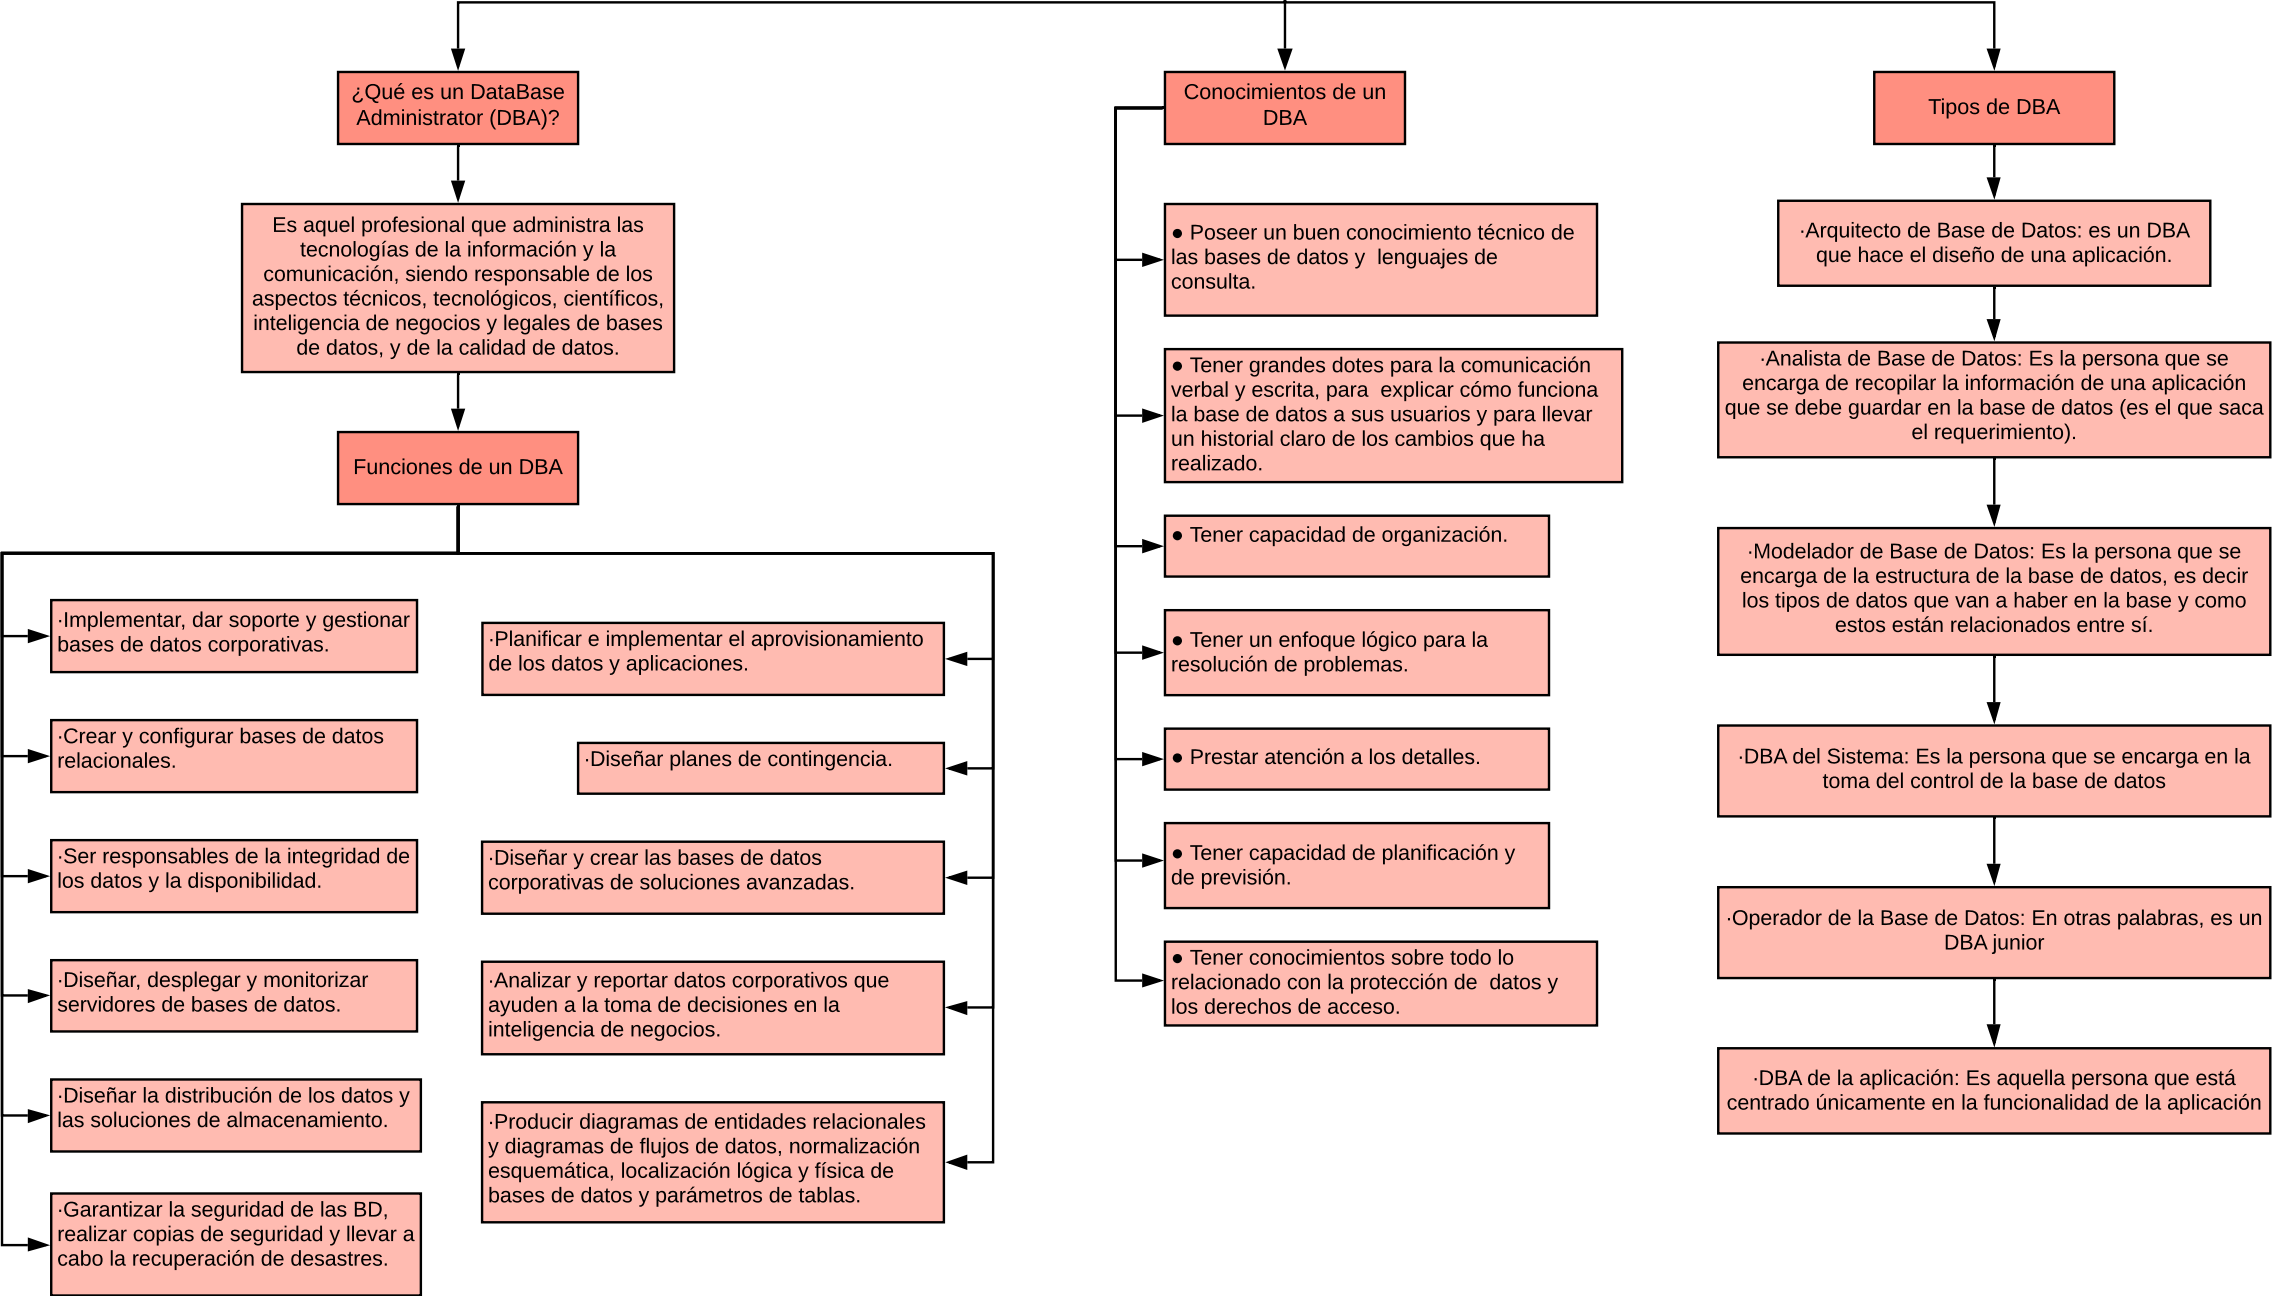 ¿Qué es un DataBase
Administrator (DBA)?
Es aquel profesional que administra las
tecnologías de la información y la
comunicación, siendo responsable de los
aspectos técnicos, tecnológicos, científicos,
inteligencia de negocios y legales de bases
de datos, y de la calidad de datos.
Funciones de un DBA
·Implementar, dar soporte y gestionar
bases de datos corporativas.
·Crear y configurar bases de datos
relacionales.
·Ser responsables de la integridad de
los datos y la disponibilidad.
·Diseñar, desplegar y monitorizar
servidores de bases de datos.
·Diseñar la distribución de los datos y
las soluciones de almacenamiento.
·Garantizar la seguridad de las BD,
realizar copias de seguridad y llevar a
cabo la recuperación de desastres.
·Planificar e implementar el aprovisionamiento
de los datos y aplicaciones.
·Diseñar planes de contingencia.
·Diseñar y crear las bases de datos
corporativas de soluciones avanzadas.
·Analizar y reportar datos corporativos que
ayuden a la toma de decisiones en la
inteligencia de negocios.
·Producir diagramas de entidades relacionales
y diagramas de flujos de datos, normalización
esquemática, localización lógica y física de
bases de datos y parámetros de tablas.
Conocimientos de un
DBA
● Poseer un buen conocimiento técnico de
las bases de datos y  lenguajes de
consulta.
● Tener grandes dotes para la comunicación
verbal y escrita, para  explicar cómo funciona
la base de datos a sus usuarios y para llevar
un historial claro de los cambios que ha
realizado.
● Tener capacidad de organización.
● Tener un enfoque lógico para la
resolución de problemas.
● Prestar atención a los detalles.
● Tener capacidad de planificación y
de previsión.
● Tener conocimientos sobre todo lo
relacionado con la protección de  datos y
los derechos de acceso.
Tipos de DBA
·Arquitecto de Base de Datos: es un DBA
que hace el diseño de una aplicación.
·Analista de Base de Datos: Es la persona que se
encarga de recopilar la información de una aplicación
que se debe guardar en la base de datos (es el que saca
el requerimiento).
·Modelador de Base de Datos: Es la persona que se
encarga de la estructura de la base de datos, es decir
los tipos de datos que van a haber en la base y como
estos están relacionados entre sí.
·DBA del Sistema: Es la persona que se encarga en la
toma del control de la base de datos
·Operador de la Base de Datos: En otras palabras, es un
DBA junior
·DBA de la aplicación: Es aquella persona que está
centrado únicamente en la funcionalidad de la aplicación